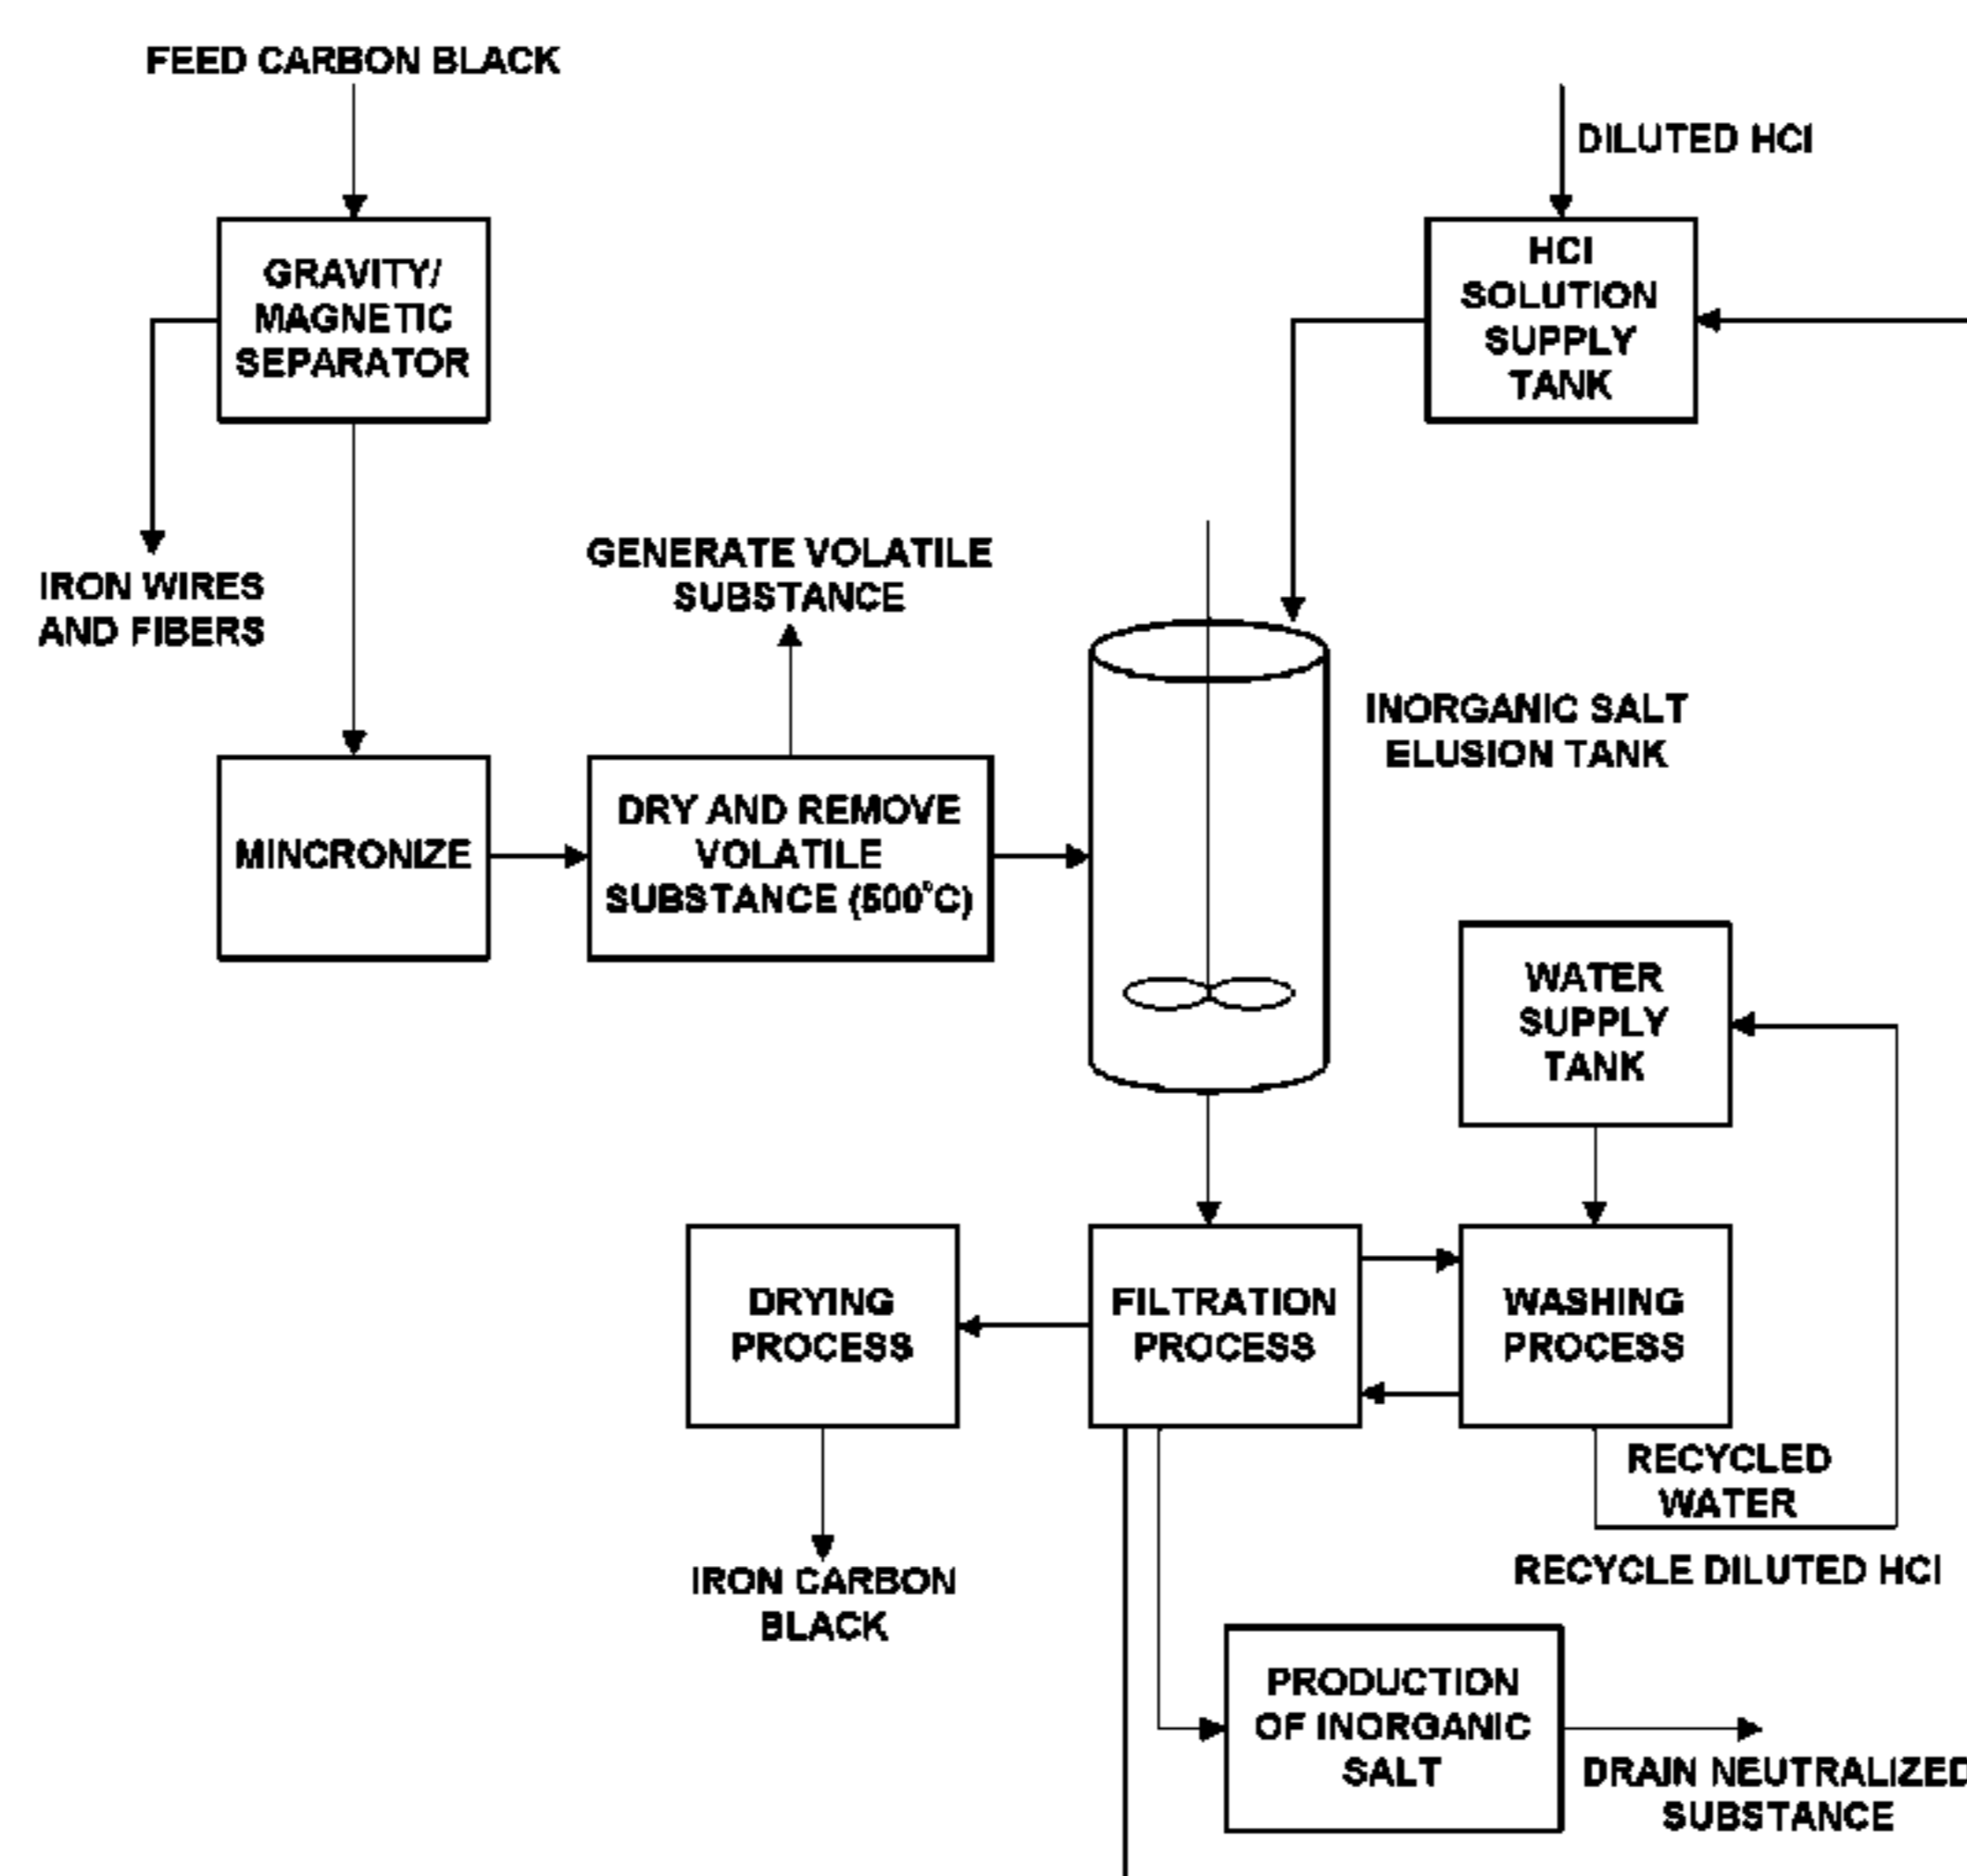 FEED CARBON BLACK
DILUTED HCl
GRAVITY/
MAGNETIC
SEPARATOR
HCl
SOLUTION
SUPPLY
TANK
IRON WIRES
AND FIBERS
GENERATE VOLATILE
SUBSTANCE
INORGANIC SALT
ELUSION TANK
MINCRONIZE
DRY AND REMOVE
VOLATILE
SUBSTANCE (500°C)
WATER
SUPPLY
TANK
DRYING
PROCESS
FILTRATION
PROCESS
WASHING
PROCESS
RECYCLED
WATER
RECYCLE DILUTED HCl
IRON CARBON
BLACK
PRODUCTION
OF INORGANIC
SALT
DRAIN NEUTRALIZED
SUBSTANCE